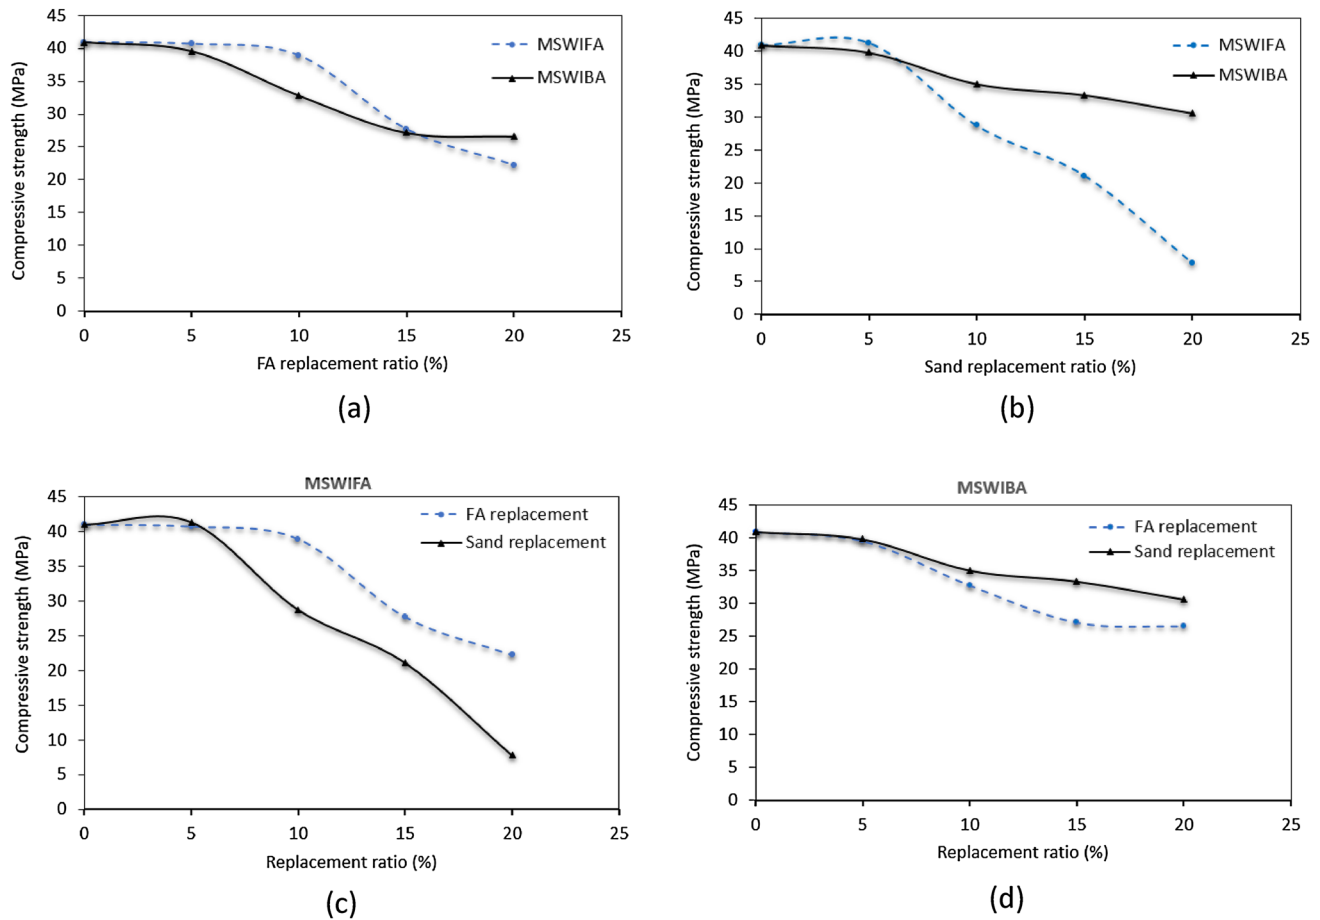 Compressive strength (MPa)
45
40
35
30
25
20
15
10
5
0
0 5 10 15 20 25
FA replacement ratio (%)
MSWIFA
MSWIBA
(a)
Compressive strength (MPa)
45
40
35
30
25
20
15
10
5
0
0 5 10 15 20 25
Sand replacement ratio (%)
MSWIFA
MSWIBA
(b)
MSWIFA
Compressive strength (MPa)
45
40
35
30
25
20
15
10
5
0
0 5 10 15 20 25
Replacement ratio (%)
FA replacement
Sand replacement
(c)
MSWIBA
Compressive strength (MPa)
45
40
35
30
25
20
15
10
5
0
0 5 10 15 20 25
Replacement ratio (%)
FA replacement
Sand replacement
(d)